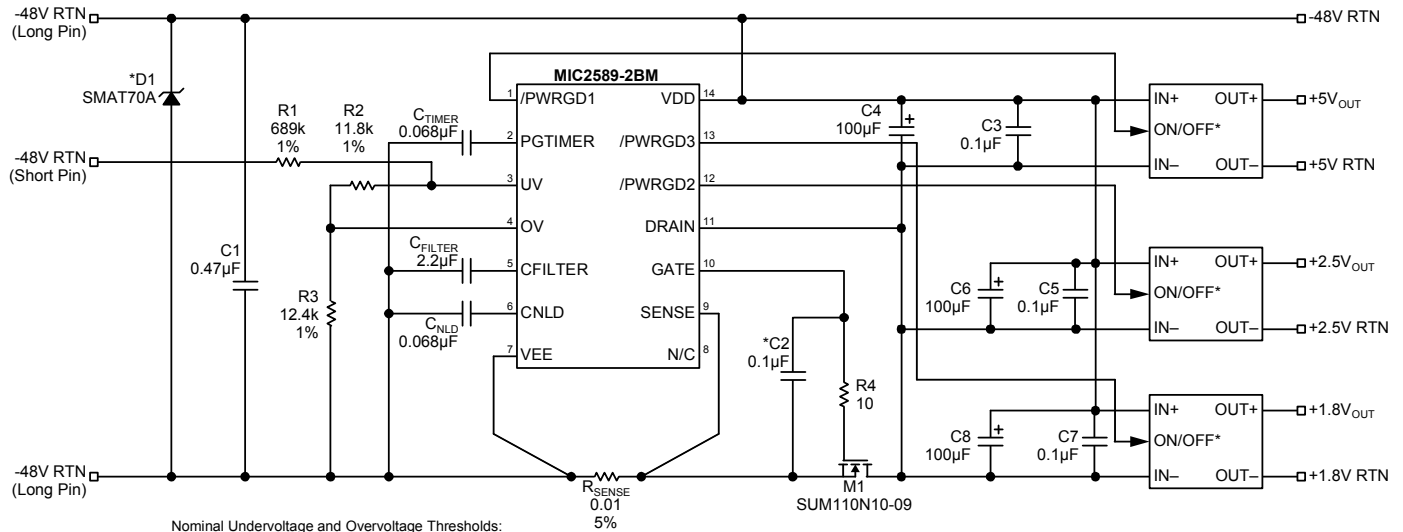 -48V RTN
(Long Pin)
-48V RTN
*D1
SMAT70A
R1
689k
1%
R2
11.8k
1%
-48V RTN
(Short Pin)
C1
0.47µF
R3
12.4k
1%
CTIMER
0.068µF
CFILTER
2.2µF
CNLD
0.068µF
MIC2589-2BM
1 /PWRGD1
2 PGTIMER
3 UV
4 OV
5 CFILTER
6 CNLD
7 VEE
VDD 14
/PWRGD3 13
/PWRGD2 12
DRAIN 11
GATE 10
SENSE 9
N/C 8
*C2
0.1µF
R4
10
C4
100µF
+
C3
0.1µF
IN+ OUT+
ON/OFF*
IN– OUT–
+5VOUT
+5V RTN
C6
100µF
+
C5
0.1µF
IN+ OUT+
ON/OFF*
IN– OUT–
+2.5VOUT
+2.5V RTN
C8
100µF
+
C7
0.1µF
IN+ OUT+
ON/OFF*
IN– OUT–
+1.8VOUT
+1.8V RTN
-48V RTN
(Long Pin)
RSENSE
0.01
5%
M1
SUM110N10-09
Nominal Undervoltage and Overvoltage Thresholds: